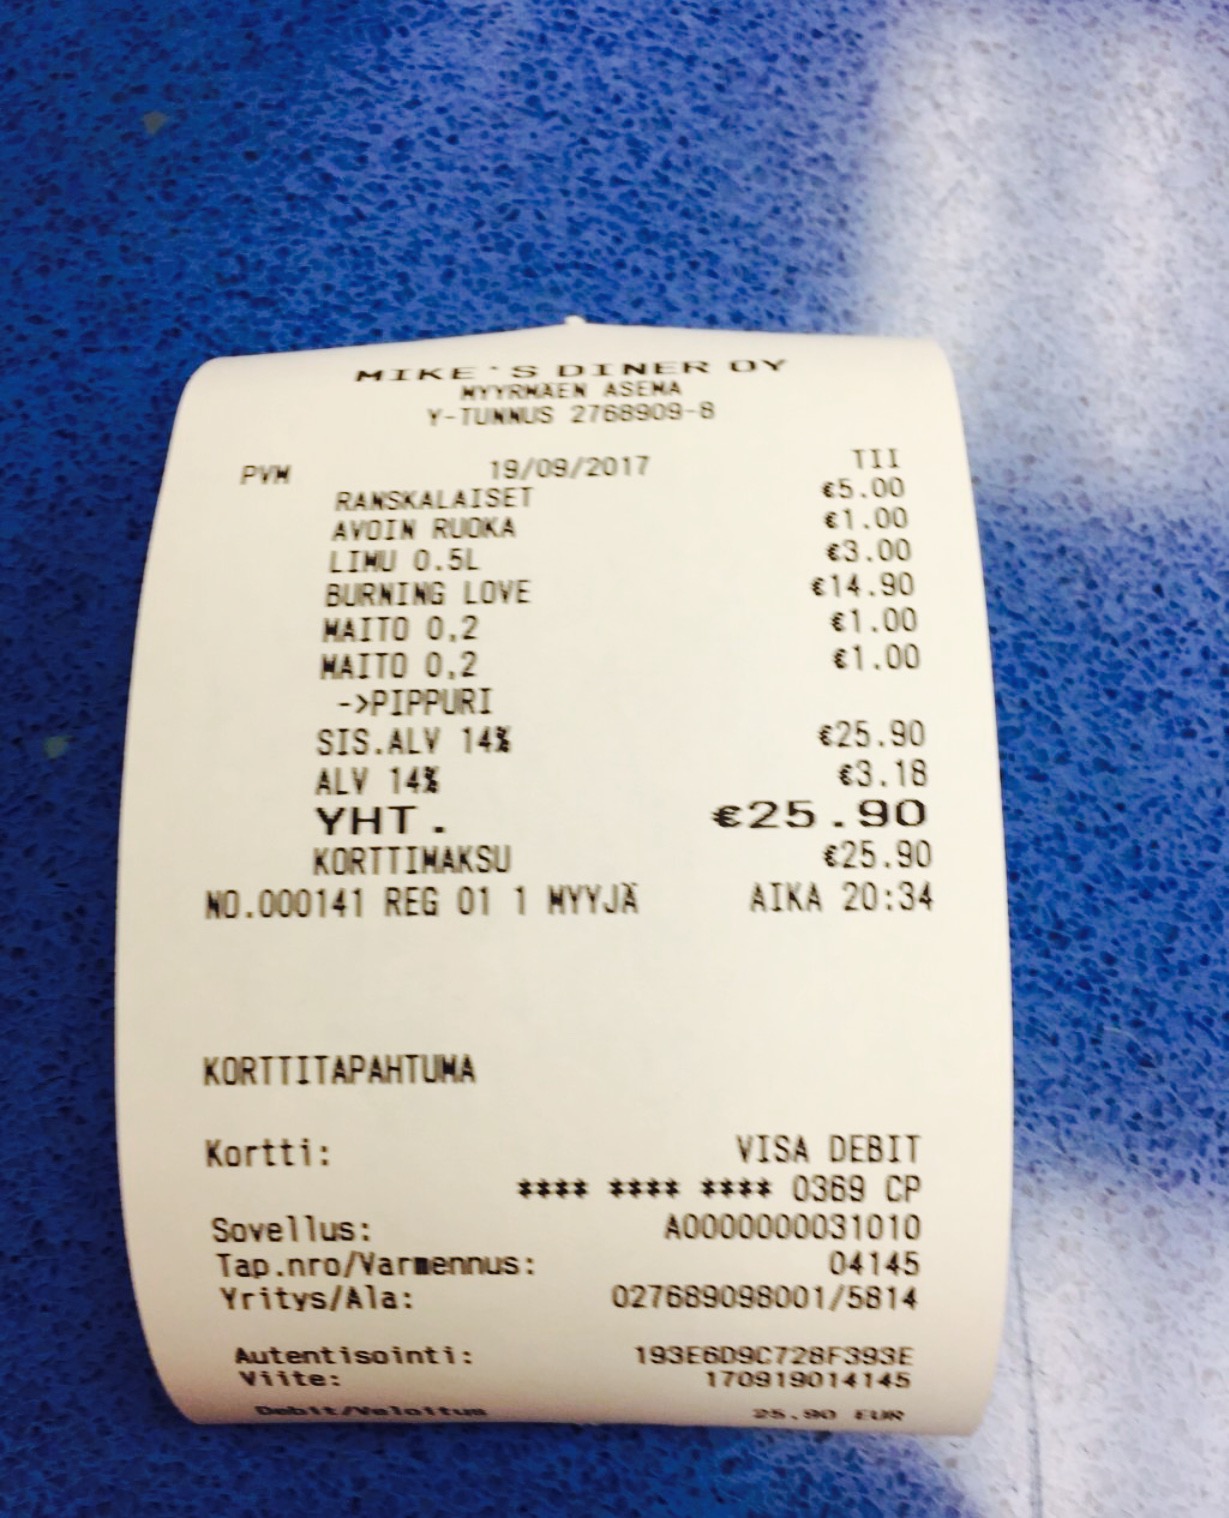 MIKE'S DINER OY
MYYRMÄEN ASEMA
Y-TUNNUS 2768909-8
PVM 19/09/2017 TII
RANSKALAISET €5.00
AVOIN RUOKA €1.00
LIMU 0.5L €3.00
BURNING LOVE €14.90
MAITO 0,2 €1.00
MAITO 0,2 €1.00
->PIPPURI
SIS.ALV 14% €25.90
ALV 14% €3.18
YHT. €25.90
KORTTIMAKSU €25.90
NO.000141 REG 01 1 MYYJÄ AIKA 20:34
KORTTITAPAHTUMA
Kortti: VISA DEBIT
**** **** **** 0369 CP
Sovellus: A0000000031010
Tap.nro/Varmennus: 04145
Yritys/Ala: 027689098001/5814
Autentisointi: 193E6D9C728F393E
Viite: 170919014145
Debit/Veloitus 25.90 EUR